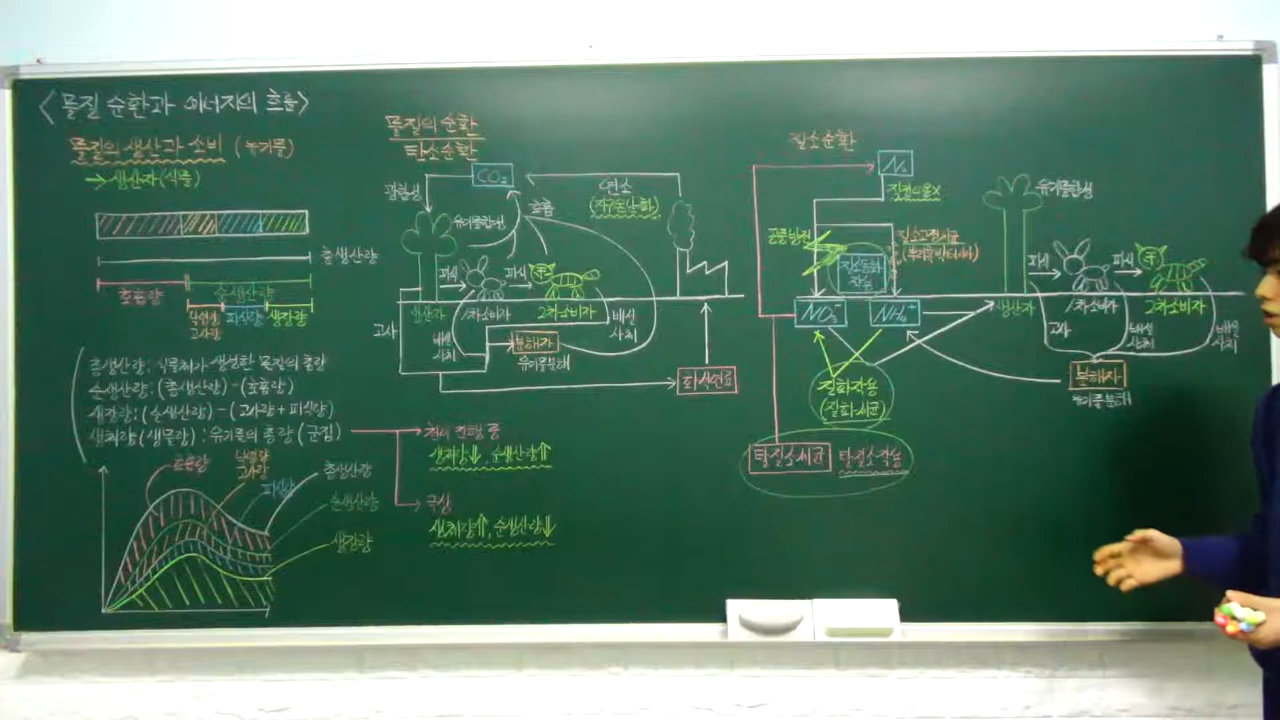 <물질 순환과 에너지의 흐름>
물질의 생산과 소비 (유기물)
→ 생산자(식물)
총생산량
호흡량
순생산량
낙엽량
고사량
피식량
생장량
총생산량 : 식물체가 생성한 물질의 총량
순생산량 : (총생산량) - (호흡량)
생장량 : (순생산량) - (고사량 + 피식량)
생체량 (생물량) : 유기물의 총량 (군집)
천이 진행 중
생체량↓, 순생산량↑
극상
생체량↑, 순생산량↓
호흡량
낙엽량
고사량
피식량
총생산량
순생산량
생장량
물질의 순환
탄소순환
CO₂
광합성
유기물합성
호흡
연소
(지구온난화)
피식
피식
생산자
1차소비자
2차소비자
고사
배설
사체
배설
사체
분해자
유기물분해
화석연료
질소순환
N₂
직접이용X
공중방전
질소고정세균
(뿌리혹박테리아)
질소동화
작용
NO₃⁻
NH₄⁺
질화작용
(질화세균)
탈질소세균
탈질소작용
유기물합성
피식
피식
생산자
1차소비자
2차소비자
고사
배설
사체
배설
사체
분해자
유기물분해